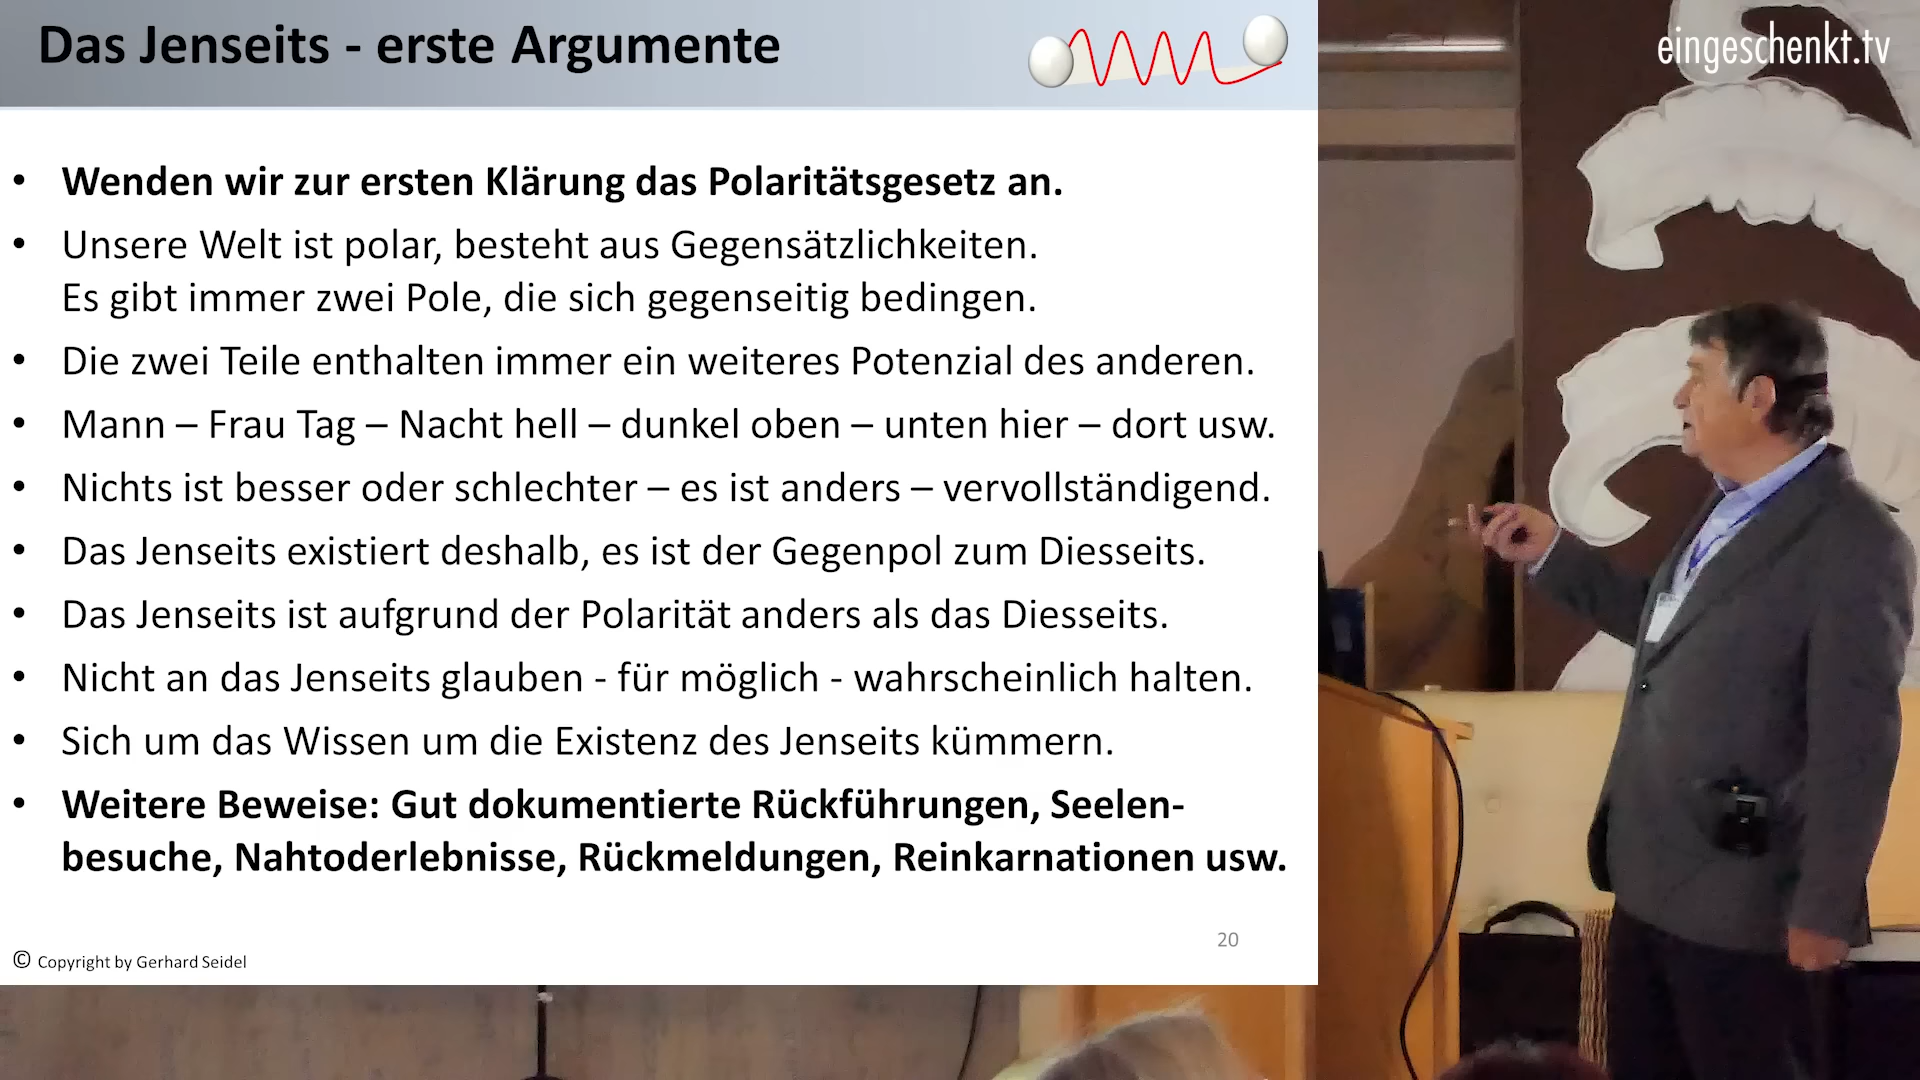 Das Jenseits - erste Argumente
eingeschenkt.tv
• Wenden wir zur ersten Klärung das Polaritätsgesetz an.
• Unsere Welt ist polar, besteht aus Gegensätzlichkeiten.
Es gibt immer zwei Pole, die sich gegenseitig bedingen.
• Die zwei Teile enthalten immer ein weiteres Potenzial des anderen.
• Mann – Frau Tag – Nacht hell – dunkel oben – unten hier – dort usw.
• Nichts ist besser oder schlechter – es ist anders – vervollständigend.
• Das Jenseits existiert deshalb, es ist der Gegenpol zum Diesseits.
• Das Jenseits ist aufgrund der Polarität anders als das Diesseits.
• Nicht an das Jenseits glauben - für möglich - wahrscheinlich halten.
• Sich um das Wissen um die Existenz des Jenseits kümmern.
• Weitere Beweise: Gut dokumentierte Rückführungen, Seelen-
besuche, Nahtoderlebnisse, Rückmeldungen, Reinkarnationen usw.
20
© Copyright by Gerhard Seidel